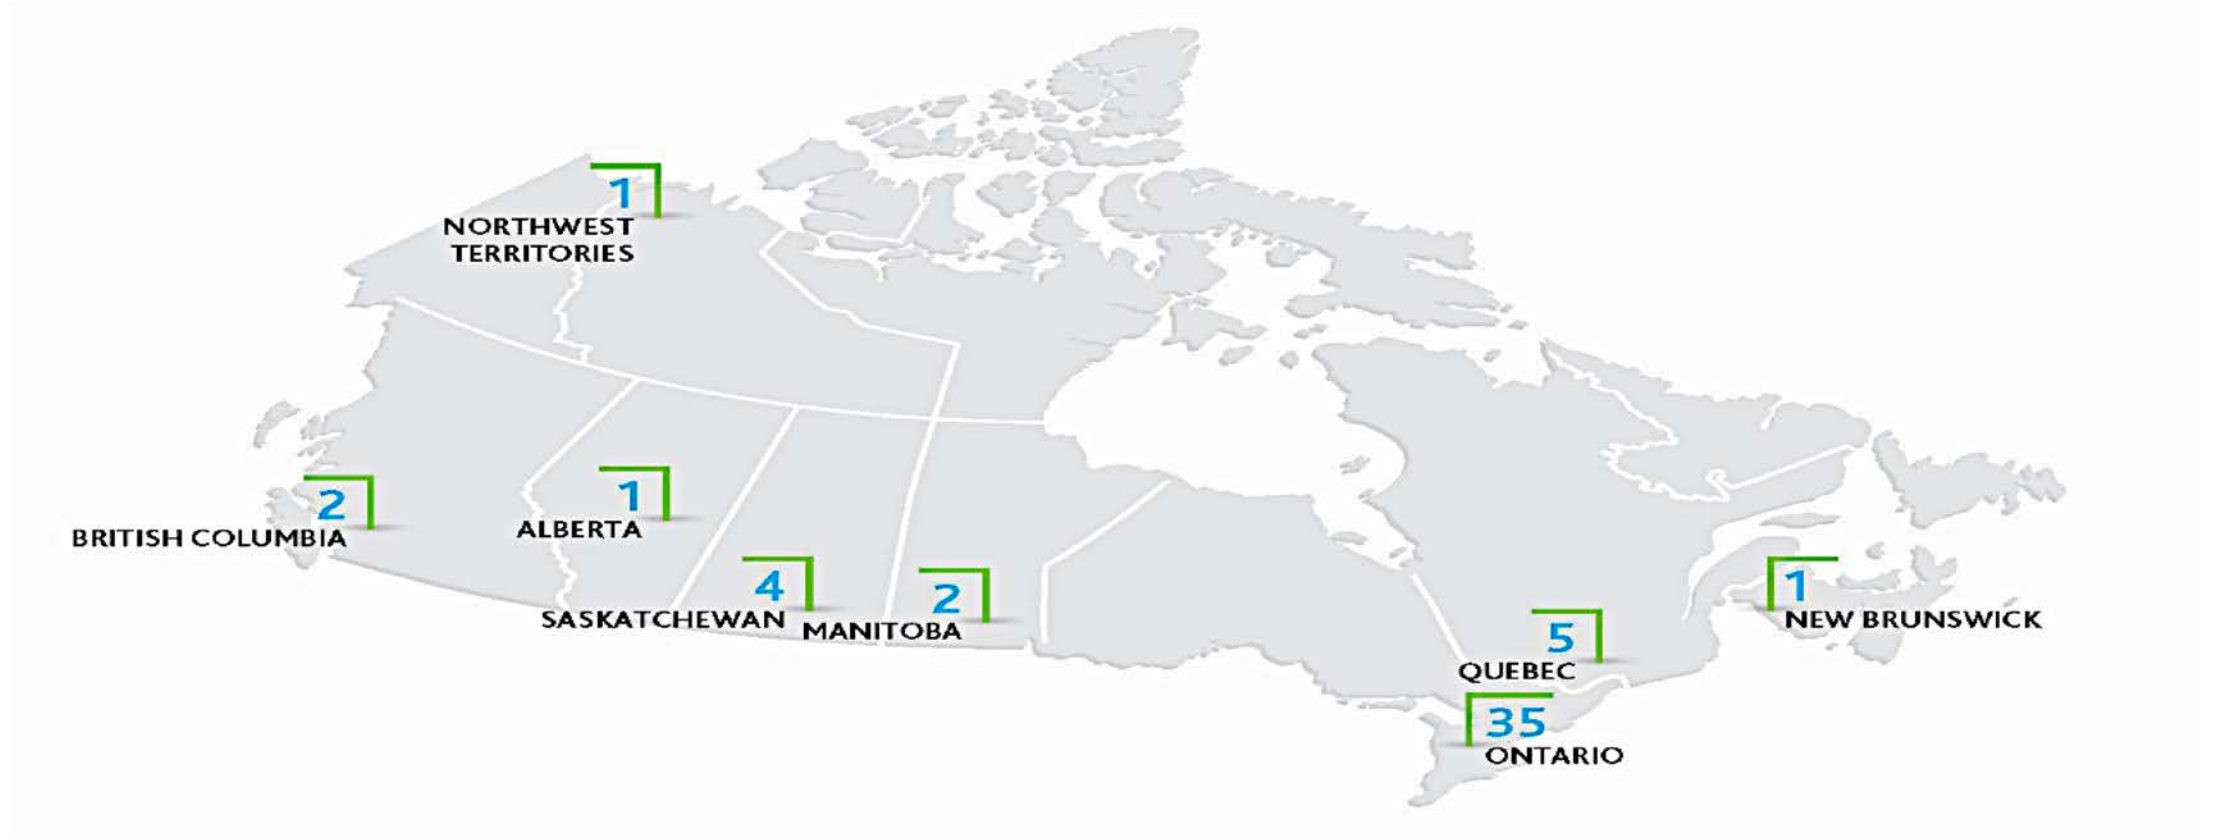 1
NORTHWEST
TERRITORIES
2
BRITISH COLUMBIA
1
ALBERTA
4
SASKATCHEWAN
2
MANITOBA
5
QUEBEC
35
ONTARIO
1
NEW BRUNSWICK